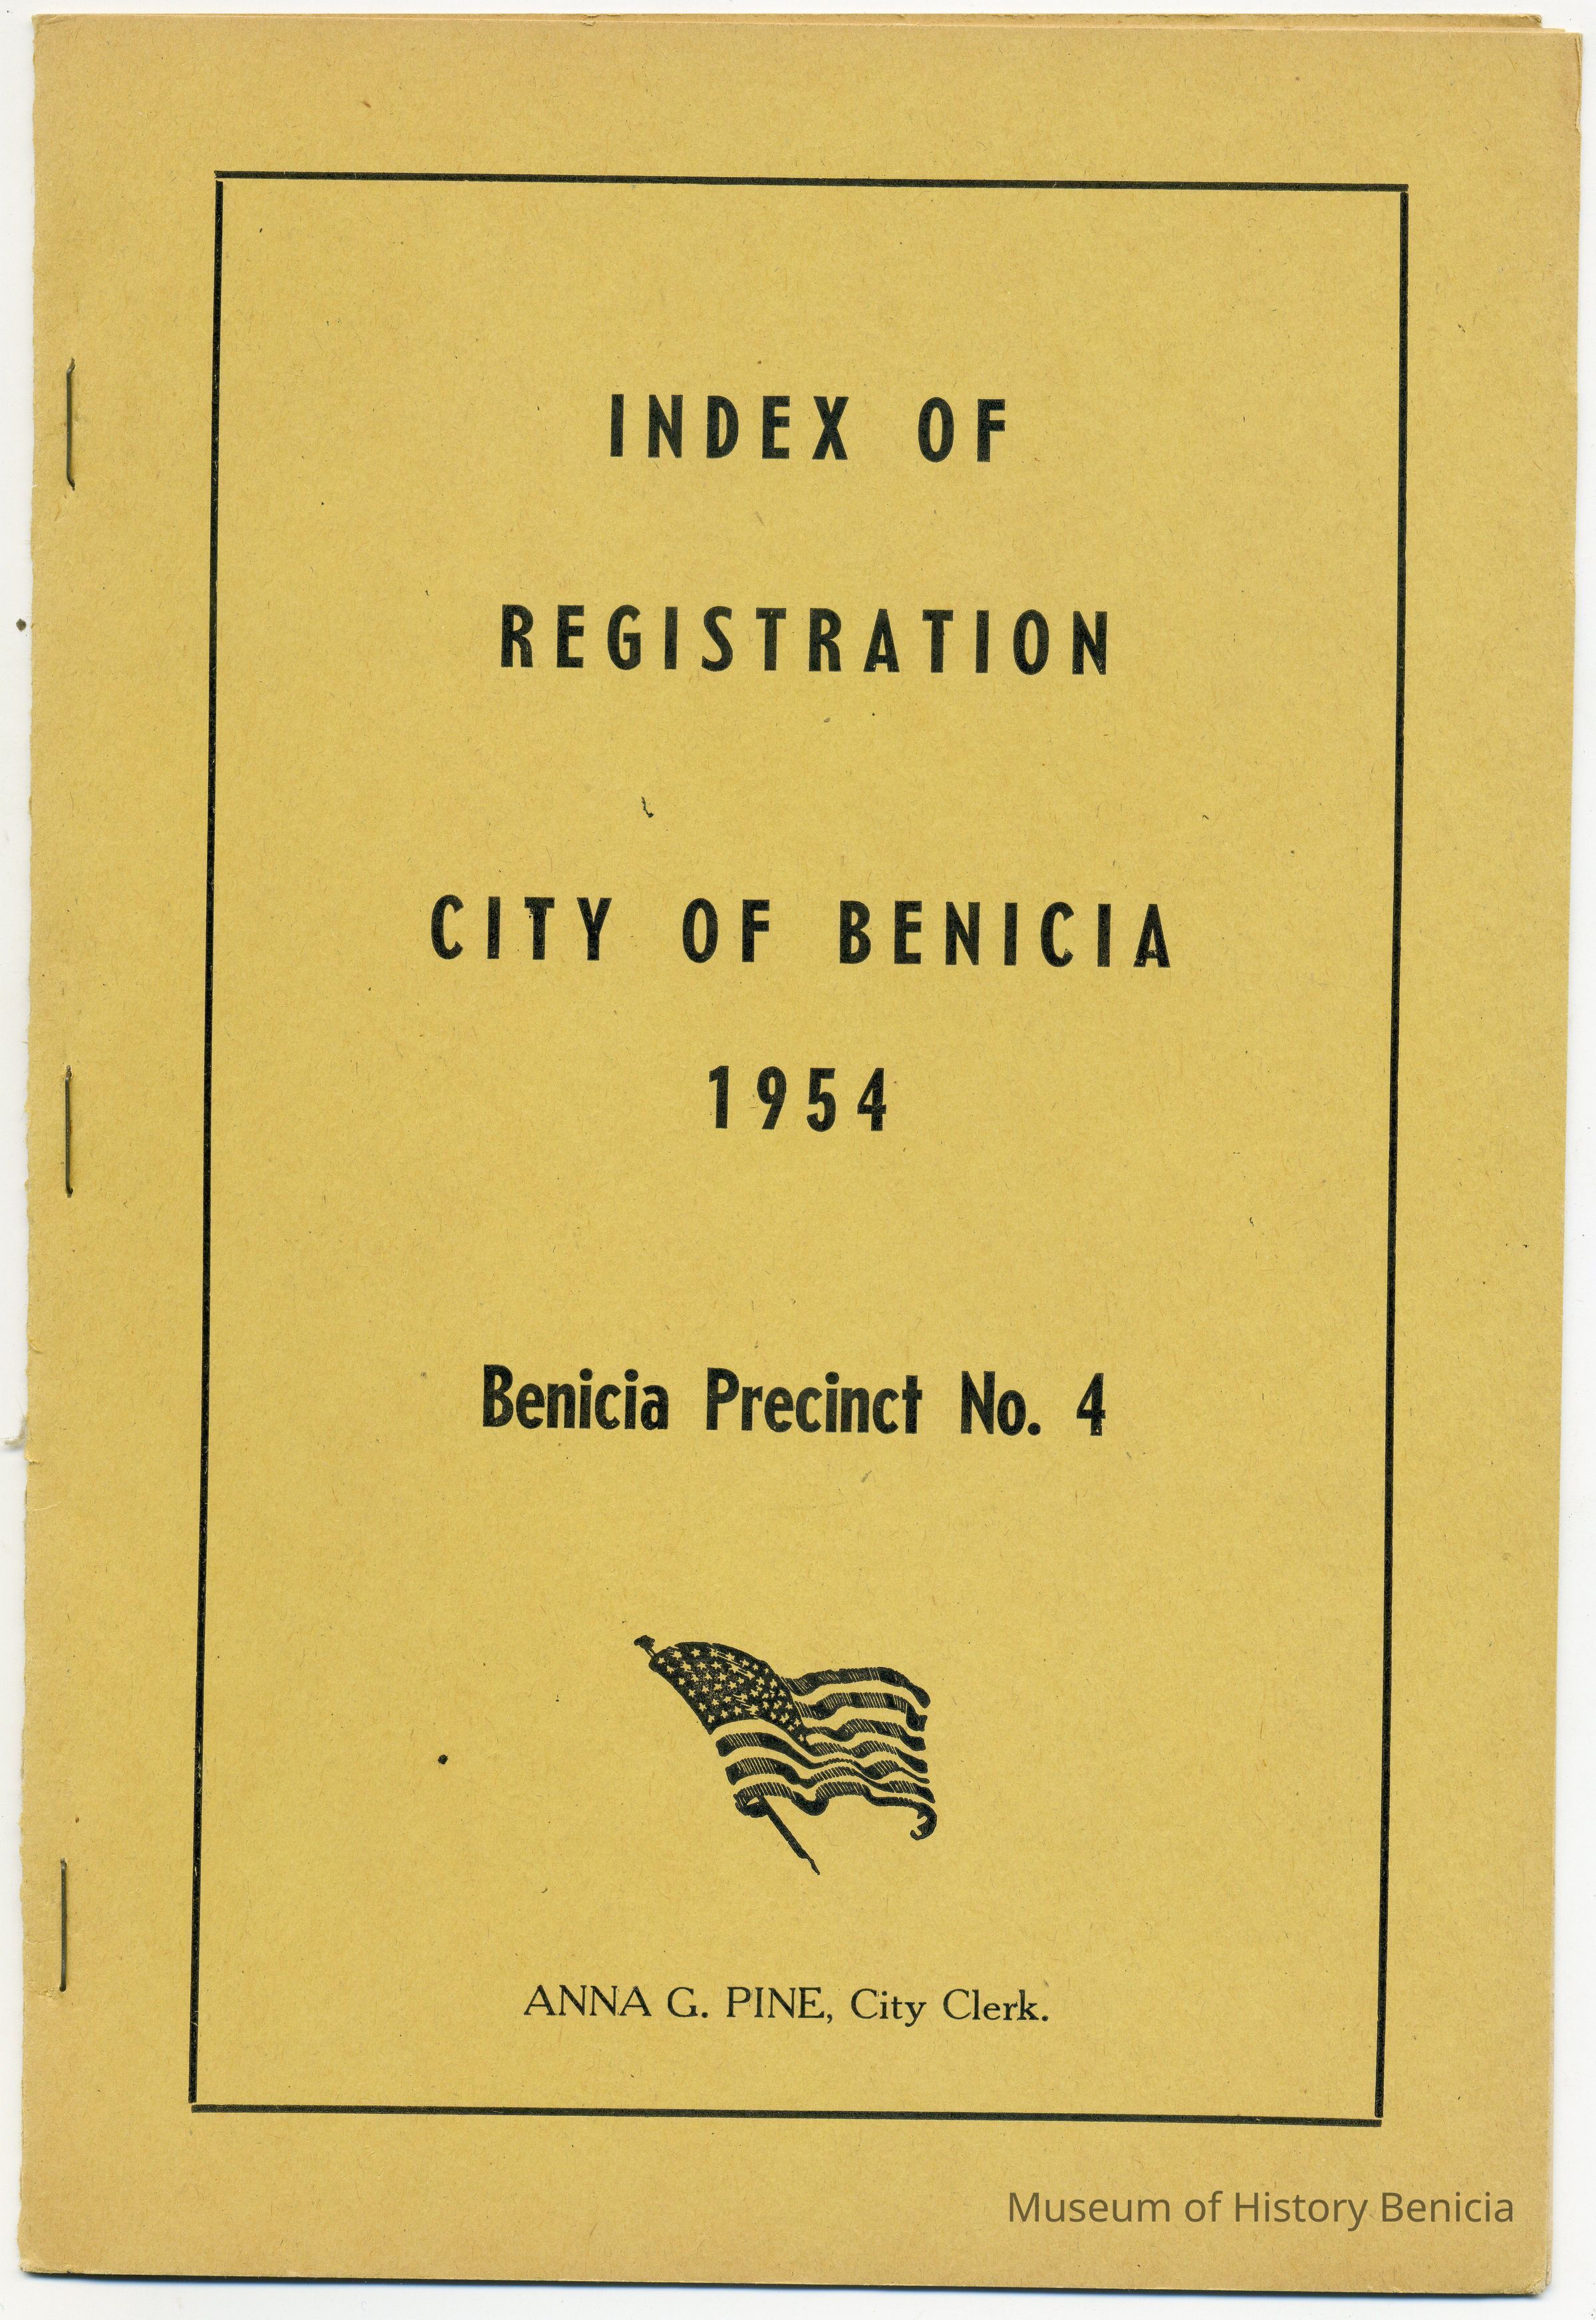 INDEX OF
REGISTRATION
CITY OF BENICIA
1954
Benicia Precinct No. 4
ANNA G. PINE, City Clerk.
Museum of History Benicia